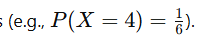 (e.g., P(X = 4) = 1/6).